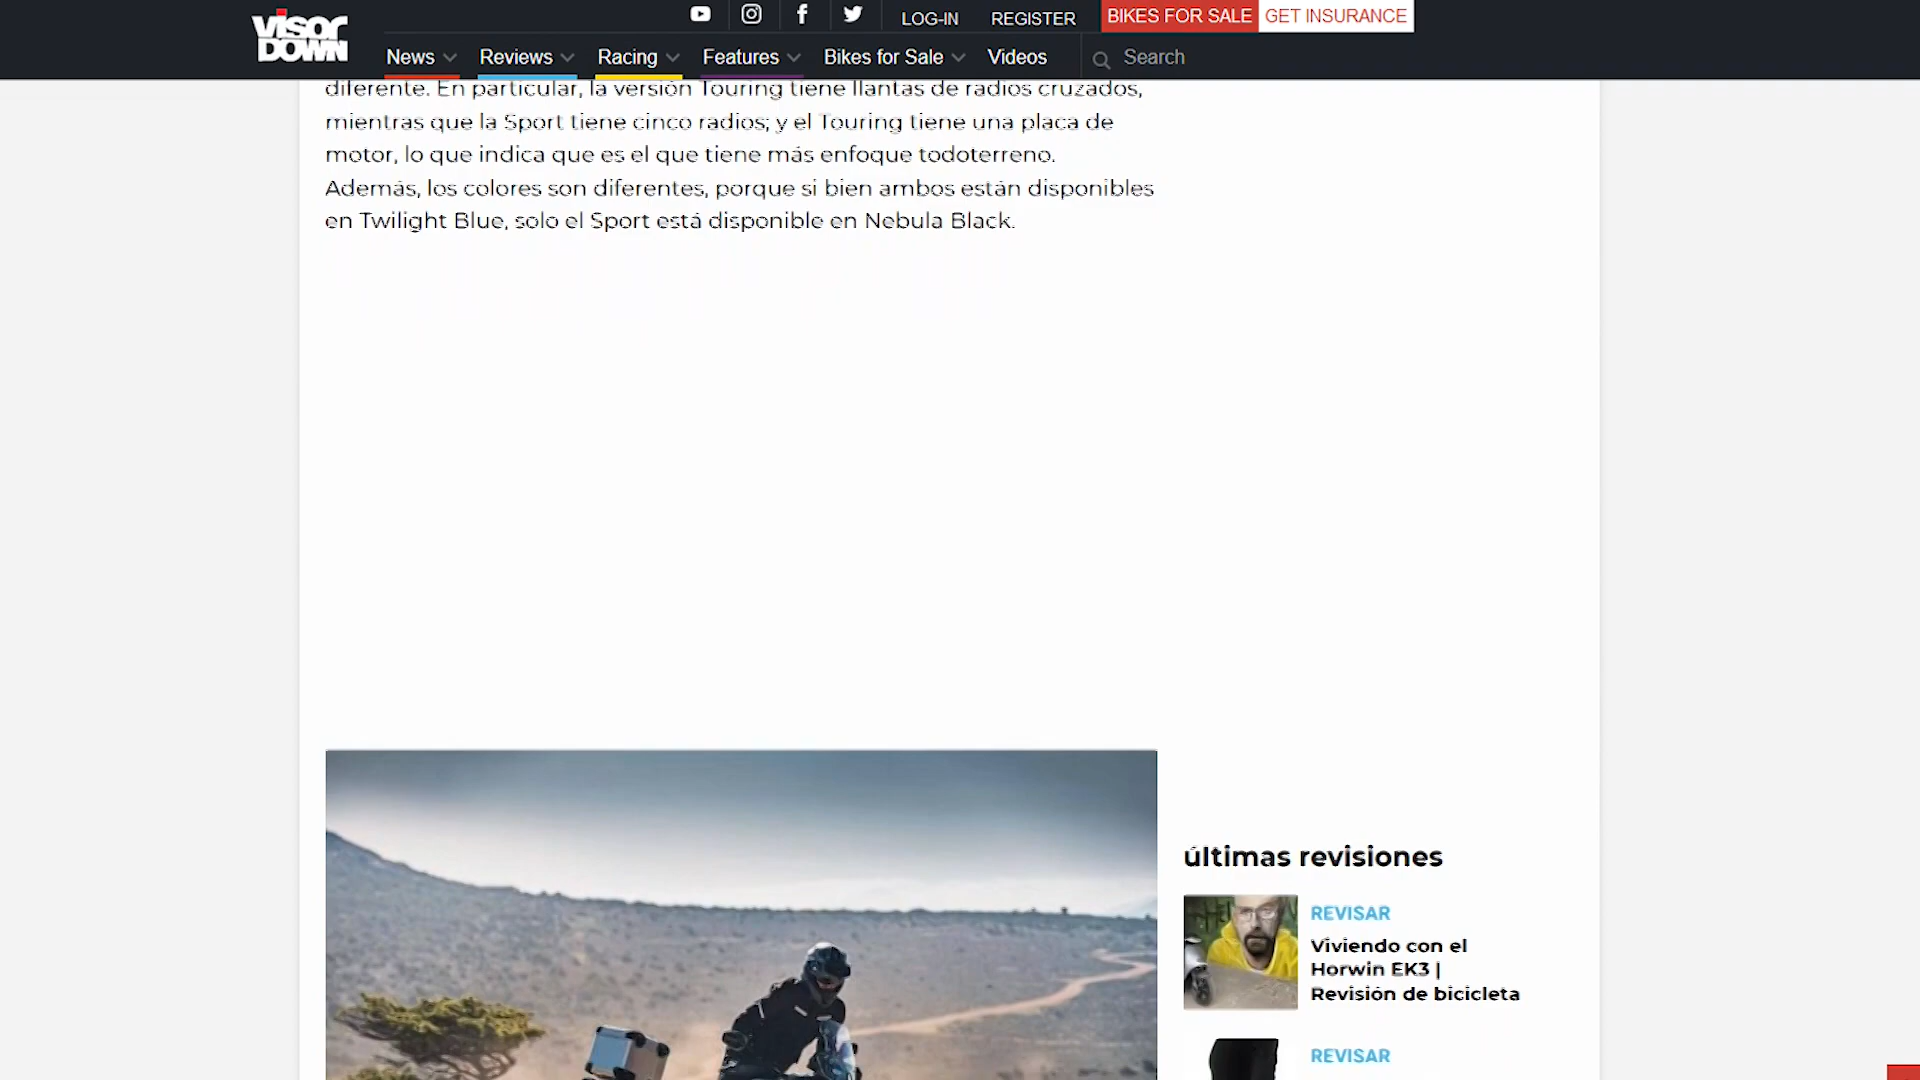 VISOR
DOWN
LOG-IN
REGISTER
BIKES FOR SALE
GET INSURANCE
News
Reviews
Racing
Features
Bikes for Sale
Videos
Search
diferente. En particular, la versión Touring tiene llantas de radios cruzados,
mientras que la Sport tiene cinco radios; y el Touring tiene una placa de
motor, lo que indica que es el que tiene más enfoque todoterreno.
Además, los colores son diferentes, porque si bien ambos están disponibles
en Twilight Blue, solo el Sport está disponible en Nebula Black.
últimas revisiones
REVISAR
Viviendo con el
Horwin EK3 |
Revisión de bicicleta
REVISAR